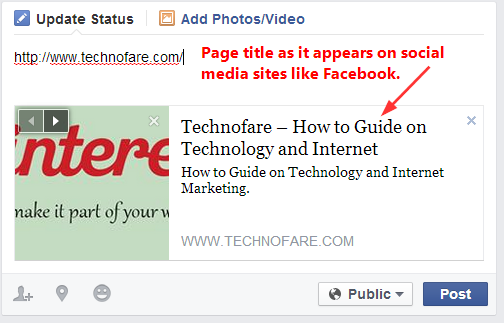 Update Status Add Photos/Video
http://www.technofare.com/
Page title as it appears on social
media sites like Facebook.
intere
make it part of your w
Technofare – How to Guide on
Technology and Internet
How to Guide on Technology and Internet
Marketing.
WWW.TECHNOFARE.COM
Public Post